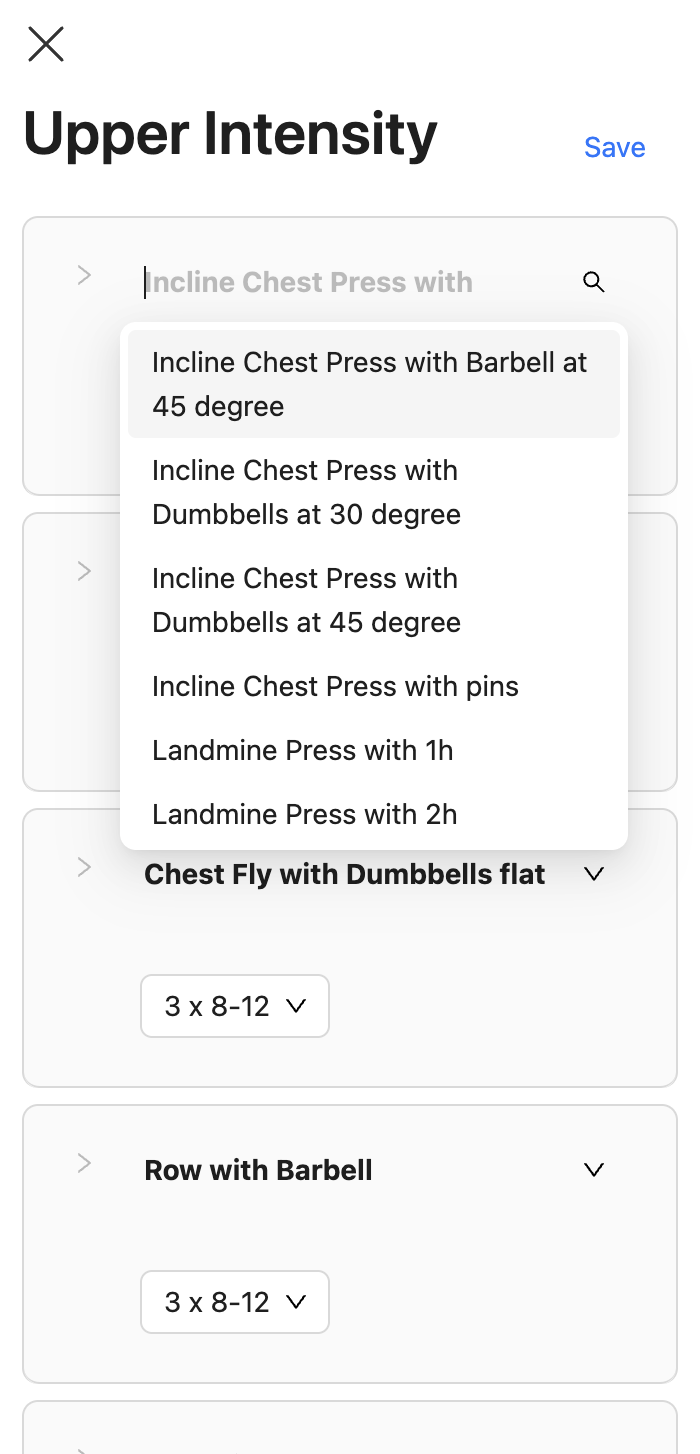 Upper Intensity
Save
Incline Chest Press with
Incline Chest Press with Barbell at
45 degree
Incline Chest Press with
Dumbbells at 30 degree
Incline Chest Press with
Dumbbells at 45 degree
Incline Chest Press with pins
Landmine Press with 1h
Landmine Press with 2h
Chest Fly with Dumbbells flat
3 x 8-12
Row with Barbell
3 x 8-12